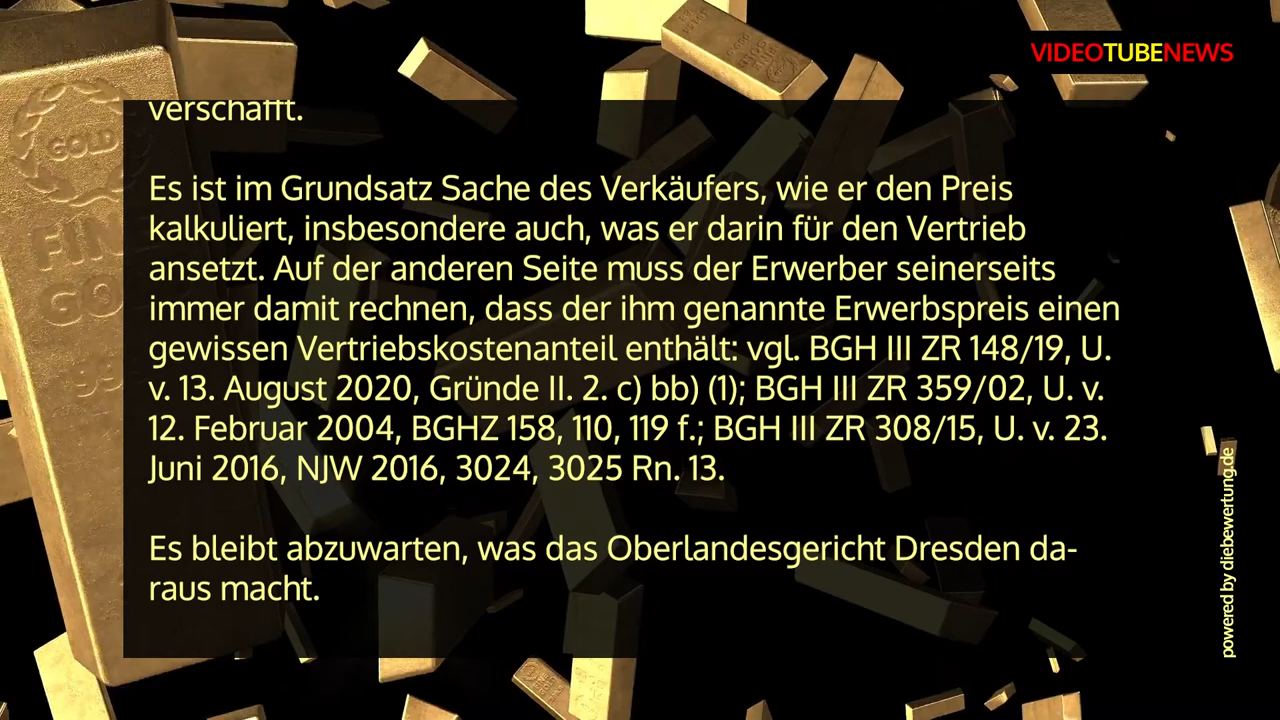 VIDEOTUBENEWS
verschafft.
Es ist im Grundsatz Sache des Verkäufers, wie er den Preis
kalkuliert, insbesondere auch, was er darin für den Vertrieb
ansetzt. Auf der anderen Seite muss der Erwerber seinerseits
immer damit rechnen, dass der ihm genannte Erwerbspreis einen
gewissen Vertriebskostenanteil enthält: vgl. BGH III ZR 148/19, U.
v. 13. August 2020, Gründe II. 2. c) bb) (1); BGH III ZR 359/02, U. v.
12. Februar 2004, BGHZ 158, 110, 119 f.; BGH III ZR 308/15, U. v. 23.
Juni 2016, NJW 2016, 3024, 3025 Rn. 13.
Es bleibt abzuwarten, was das Oberlandesgericht Dresden da-
raus macht.
powered by diebewertung.de
GOLD